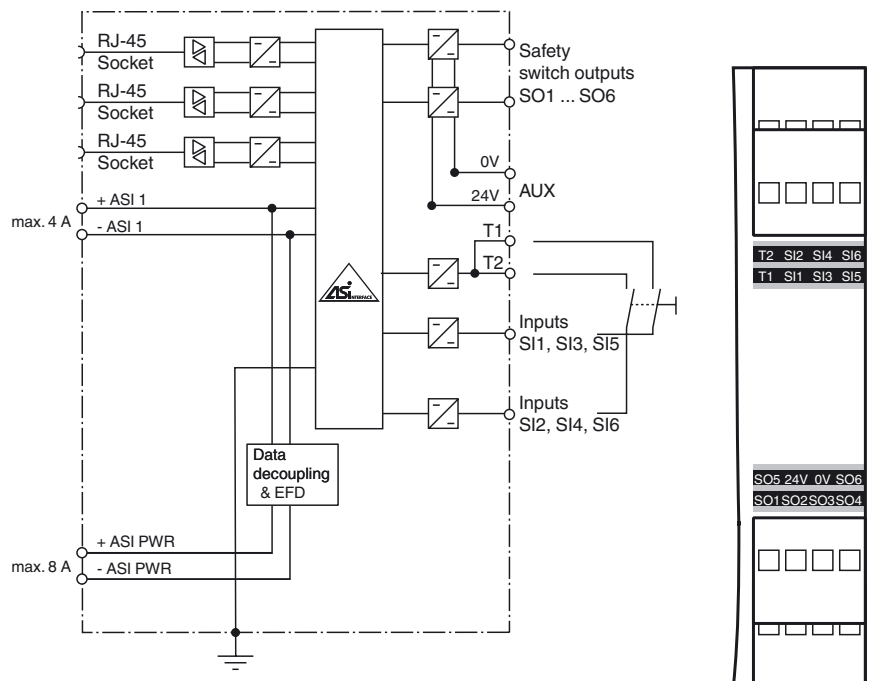 RJ-45
Socket
RJ-45
Socket
RJ-45
Socket
+ ASI 1
max. 4 A
- ASI 1
Safety
switch outputs
SO1 ... SO6
0V
AUX
24V
T1
T2
ASi
INTERFACE
Inputs
SI1, SI3, SI5
Inputs
SI2, SI4, SI6
Data
decoupling
& EFD
+ ASI PWR
max. 8 A
- ASI PWR
T2 SI2 SI4 SI6
T1 SI1 SI3 SI5
SO5 24V 0V SO6
SO1 SO2 SO3 SO4